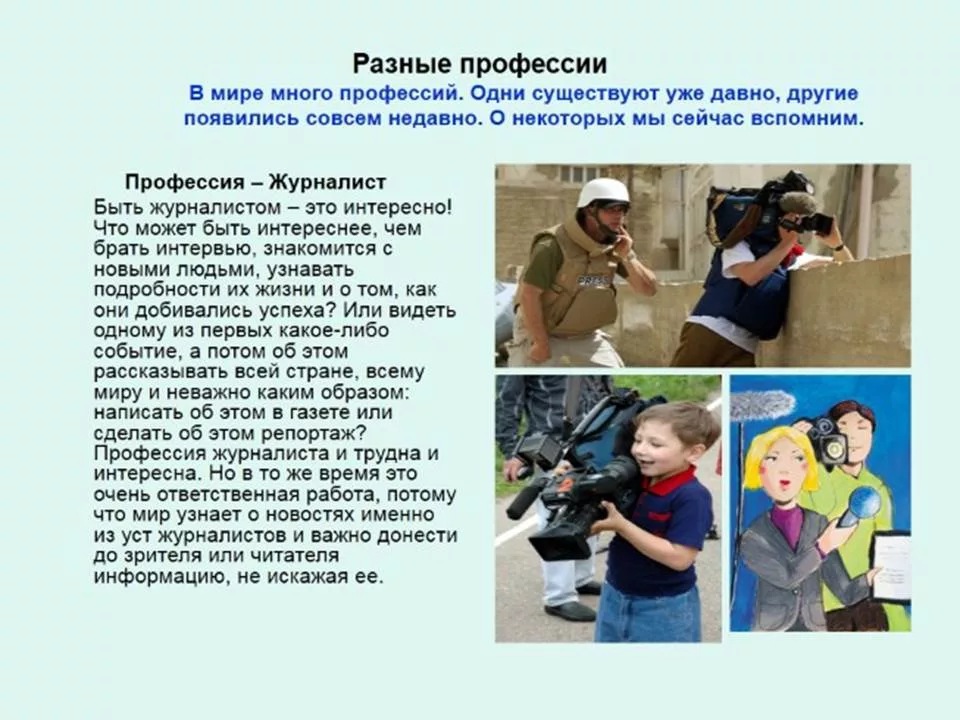 Разные профессии
В мире много профессий. Одни существуют уже давно, другие
появились совсем недавно. О некоторых мы сейчас вспомним.
Профессия – Журналист
Быть журналистом – это интересно!
Что может быть интереснее, чем
брать интервью, знакомится с
новыми людьми, узнавать
подробности их жизни и о том, как
они добивались успеха? Или видеть
одному из первых какое-либо
событие, а потом об этом
рассказывать всей стране, всему
миру и неважно каким образом:
написать об этом в газете или
сделать об этом репортаж?
Профессия журналиста и трудна и
интересна. Но в то же время это
очень ответственная работа, потому
что мир узнает о новостях именно
из уст журналистов и важно донести
до зрителя или читателя
информацию, не искажая ее.
PRESS